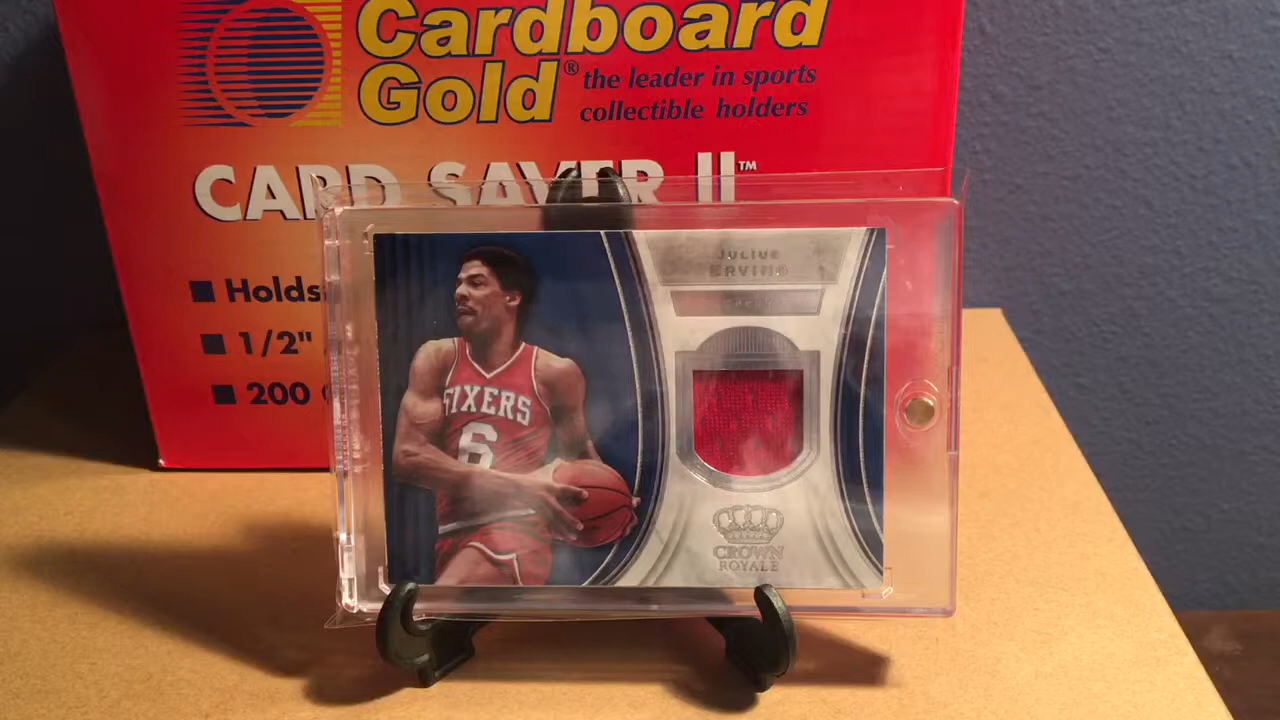 Cardboard
Gold® the leader in sports
collectible holders
CARD SAVER II™
■ Holds
■ 1/2"
■ 200
JULIUS
ERVING
SIXERS
6
CROWN
ROYALE